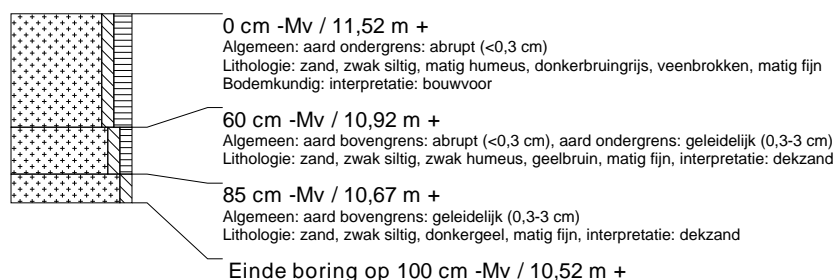 0 cm -Mv / 11,52 m +
Algemeen: aard ondergrens: abrupt (<0,3 cm)
Lithologie: zand, zwak siltig, matig humeus, donkerbruingrijs, veenbrokken, matig fijn
Bodemkundig: interpretatie: bouwvoor
60 cm -Mv / 10,92 m +
Algemeen: aard bovengrens: abrupt (<0,3 cm), aard ondergrens: geleidelijk (0,3-3 cm)
Lithologie: zand, zwak siltig, zwak humeus, geelbruin, matig fijn, interpretatie: dekzand
85 cm -Mv / 10,67 m +
Algemeen: aard bovengrens: geleidelijk (0,3-3 cm)
Lithologie: zand, zwak siltig, donkergeel, matig fijn, interpretatie: dekzand
Einde boring op 100 cm -Mv / 10,52 m +